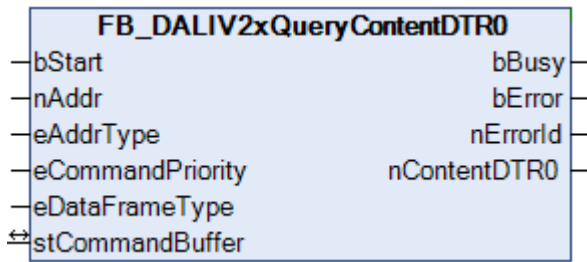 FB_DALIV2xQueryContentDTR0
bStart bBusy
nAddr bError
eAddrType nErrorId
eCommandPriority nContentDTR0
eDataFrameType
stCommandBuffer